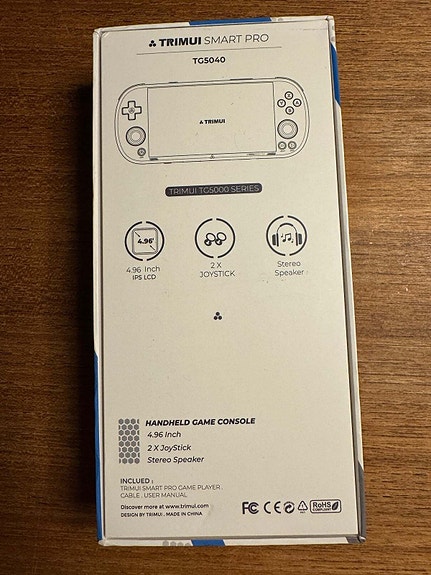 TRIMUI SMART PRO
TG5040
TRIMUI
X
Y
A
B
TRIMUI TG5000 SERIES
4.96"
4.96 Inch
IPS LCD
2 X
JOYSTICK
Stereo
Speaker
HANDHELD GAME CONSOLE
4.96 Inch
2 X JoyStick
Stereo Speaker
INCLUED :
TRIMUI SMART PRO GAME PLAYER .
CABLE . USER MANUAL
Discover more at www.trimui.com
DESIGN BY TRIMUI . MADE IN CHINA
FC CE RoHS
COMPLIANT